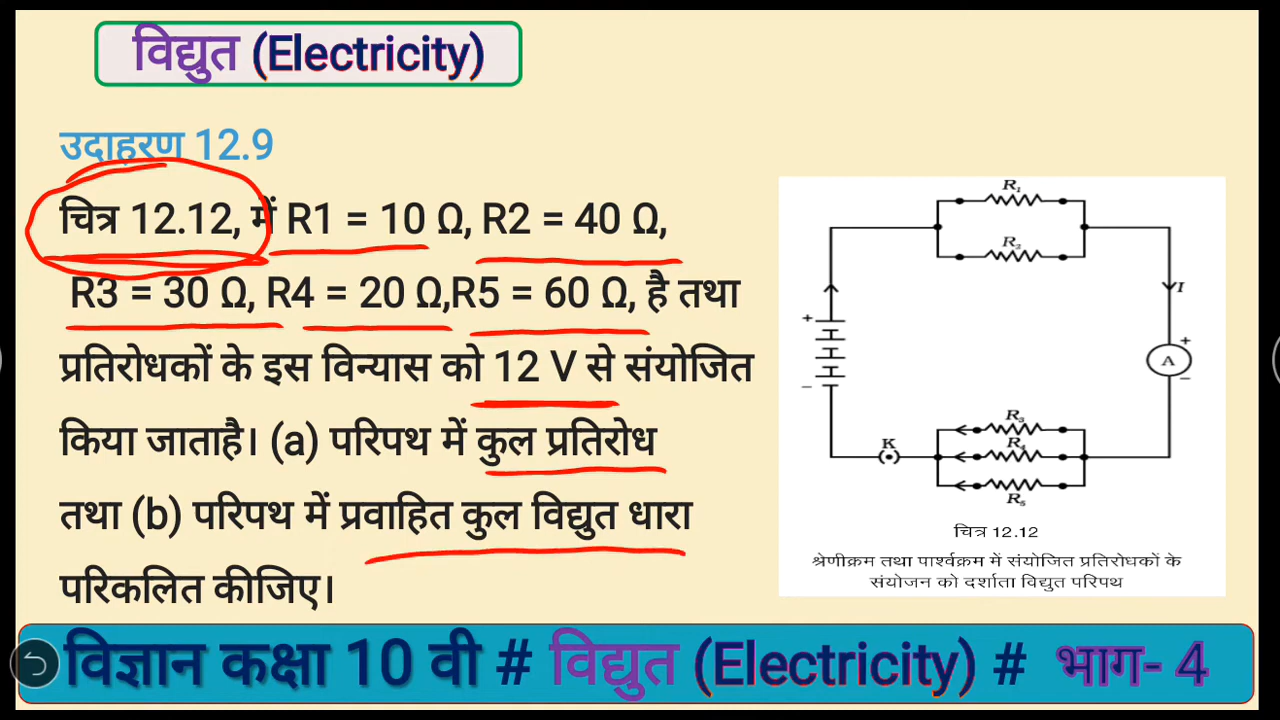 विद्युत (Electricity)
उदाहरण 12.9
चित्र 12.12, में R1 = 10 Ω, R2 = 40 Ω,
R3 = 30 Ω, R4 = 20 Ω,R5 = 60 Ω, है तथा
प्रतिरोधकों के इस विन्यास को 12 V से संयोजित
किया जाताहै। (a) परिपथ में कुल प्रतिरोध
तथा (b) परिपथ में प्रवाहित कुल विद्युत धारा
परिकलित कीजिए।
R₁
R₂
+
I
+
A
−
−
R₃
K
R₄
R₅
चित्र 12.12
श्रेणीक्रम तथा पार्श्वक्रम में संयोजित प्रतिरोधकों के
संयोजन को दर्शाता विद्युत परिपथ
विज्ञान कक्षा 10 वी # विद्युत (Electricity) # भाग- 4